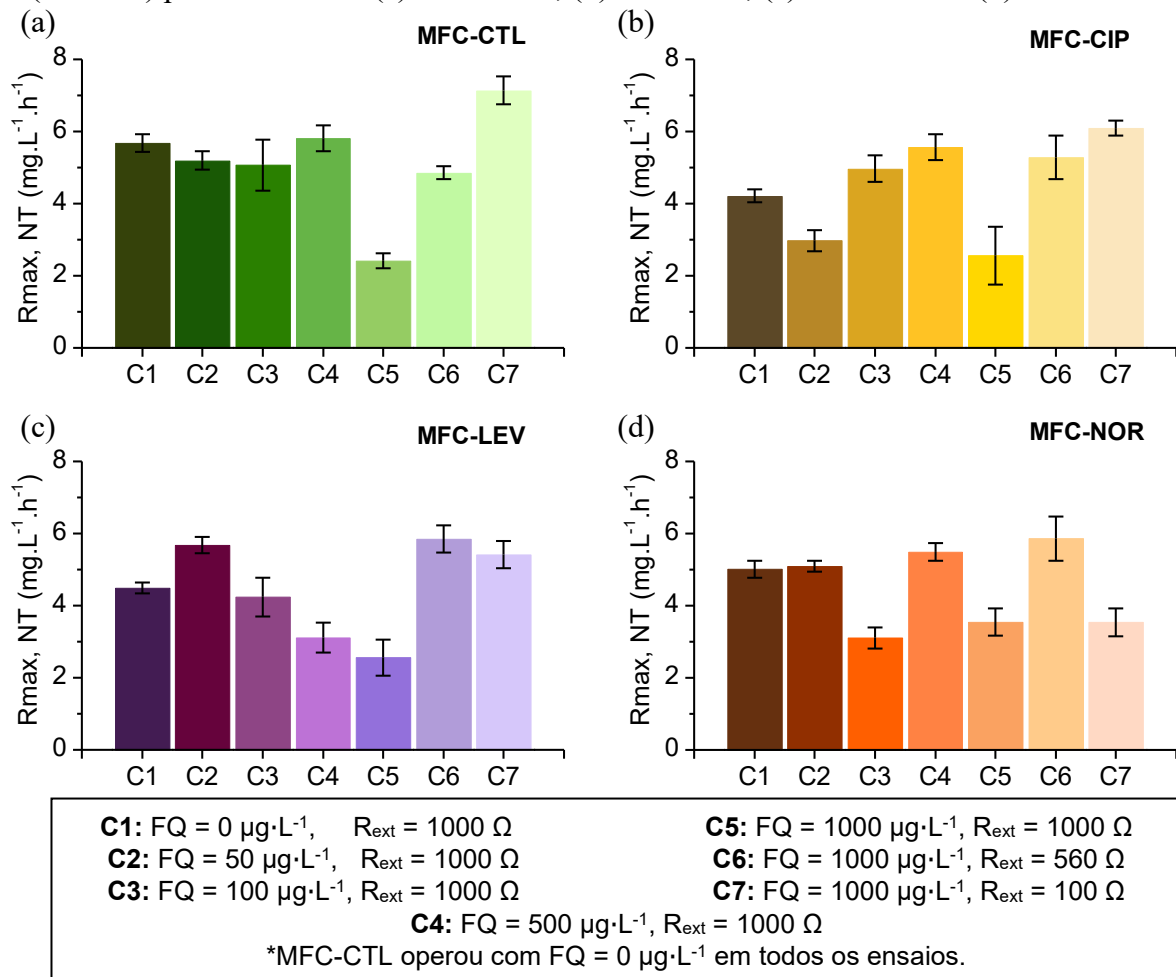 (a) MFC-CTL
Rmax, NT (mg.L⁻¹.h⁻¹)
8
6
4
2
0
C1 C2 C3 C4 C5 C6 C7
(b) MFC-CIP
Rmax, NT (mg.L⁻¹.h⁻¹)
8
6
4
2
0
C1 C2 C3 C4 C5 C6 C7
(c) MFC-LEV
Rmax, NT (mg.L⁻¹.h⁻¹)
8
6
4
2
0
C1 C2 C3 C4 C5 C6 C7
(d) MFC-NOR
Rmax, NT (mg.L⁻¹.h⁻¹)
8
6
4
2
0
C1 C2 C3 C4 C5 C6 C7
C1: FQ = 0 µg·L⁻¹, Rext = 1000 Ω
C2: FQ = 50 µg·L⁻¹, Rext = 1000 Ω
C3: FQ = 100 µg·L⁻¹, Rext = 1000 Ω
C5: FQ = 1000 µg·L⁻¹, Rext = 1000 Ω
C6: FQ = 1000 µg·L⁻¹, Rext = 560 Ω
C7: FQ = 1000 µg·L⁻¹, Rext = 100 Ω
C4: FQ = 500 µg·L⁻¹, Rext = 1000 Ω
*MFC-CTL operou com FQ = 0 µg·L⁻¹ em todos os ensaios.